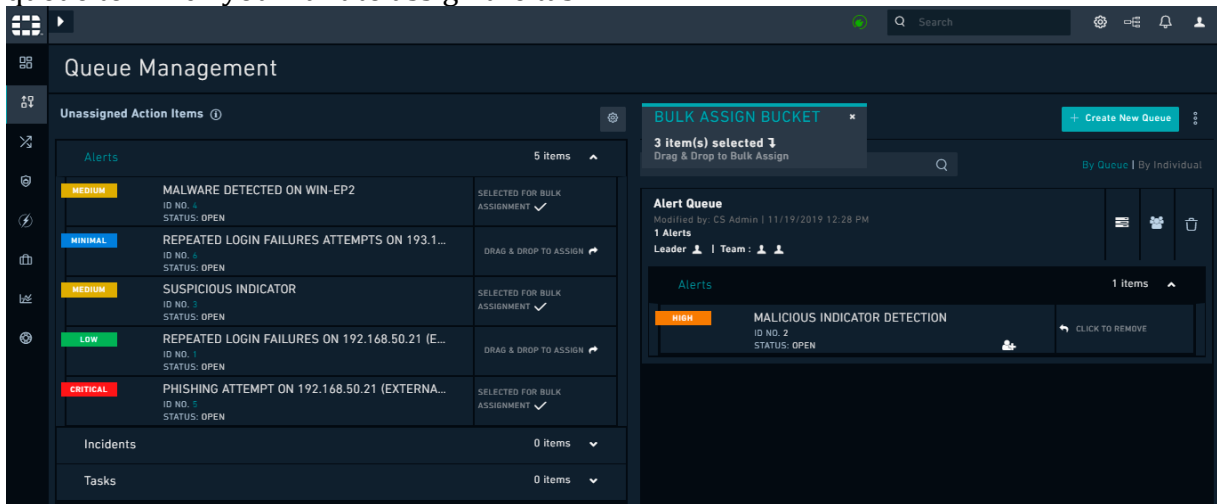 Search
Queue Management
Unassigned Action Items
Alerts 5 items
MEDIUM MALWARE DETECTED ON WIN-EP2
ID NO. 4
STATUS: OPEN
SELECTED FOR BULK
ASSIGNMENT
MINIMAL REPEATED LOGIN FAILURES ATTEMPTS ON 193.1...
ID NO. 6
STATUS: OPEN
DRAG & DROP TO ASSIGN
MEDIUM SUSPICIOUS INDICATOR
ID NO. 3
STATUS: OPEN
SELECTED FOR BULK
ASSIGNMENT
LOW REPEATED LOGIN FAILURES ON 192.168.50.21 (E...
ID NO. 1
STATUS: OPEN
DRAG & DROP TO ASSIGN
CRITICAL PHISHING ATTEMPT ON 192.168.50.21 (EXTERNA...
ID NO. 5
STATUS: OPEN
SELECTED FOR BULK
ASSIGNMENT
Incidents 0 items
Tasks 0 items
BULK ASSIGN BUCKET ×
3 item(s) selected
Drag & Drop to Bulk Assign
+ Create New Queue
By Queue | By Individual
Alert Queue
Modified by: CS Admin | 11/19/2019 12:28 PM
1 Alerts
Leader | Team :
Alerts 1 items
HIGH MALICIOUS INDICATOR DETECTION
ID NO. 2
STATUS: OPEN
CLICK TO REMOVE